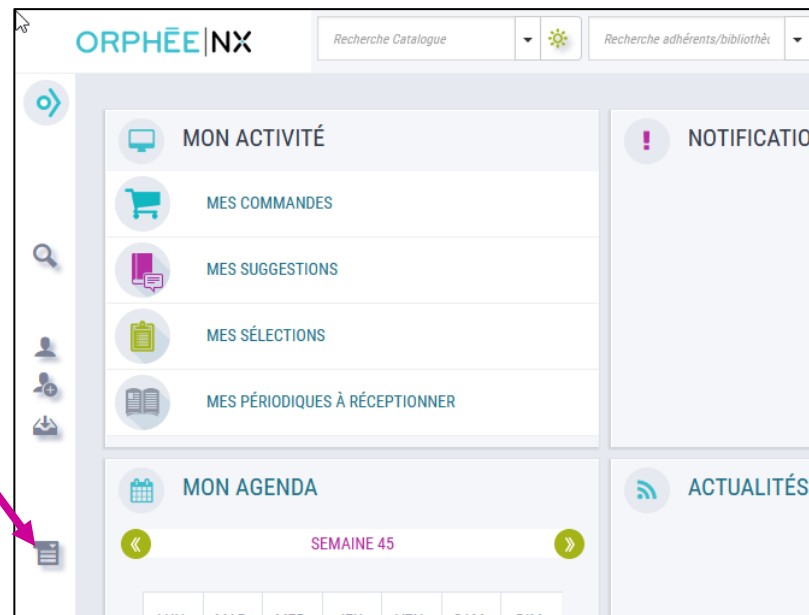 ORPHĒE|NX
Recherche Catalogue
Recherche adhérents/bibliothè
MON ACTIVITÉ
MES COMMANDES
MES SUGGESTIONS
MES SÉLECTIONS
MES PÉRIODIQUES À RÉCEPTIONNER
NOTIFICATIO
MON AGENDA
SEMAINE 45
ACTUALITÉS